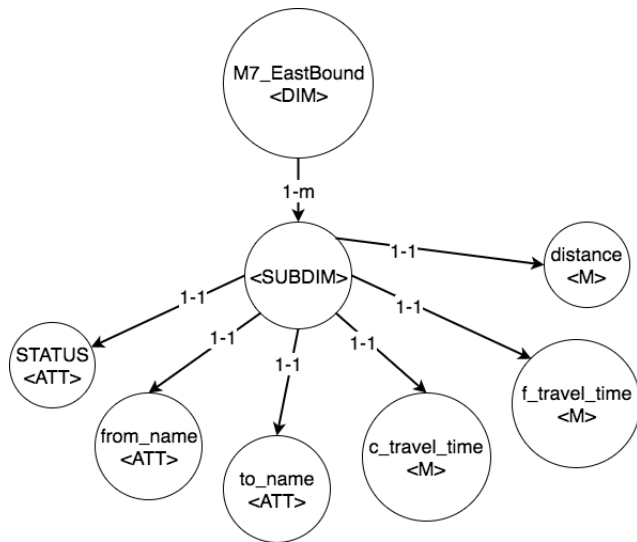 M7_EastBound
<DIM>
1-m
<SUBDIM>
1-1
distance
<M>
1-1
1-1
STATUS
<ATT>
1-1
1-1
1-1
f_travel_time
<M>
from_name
<ATT>
c_travel_time
<M>
to_name
<ATT>